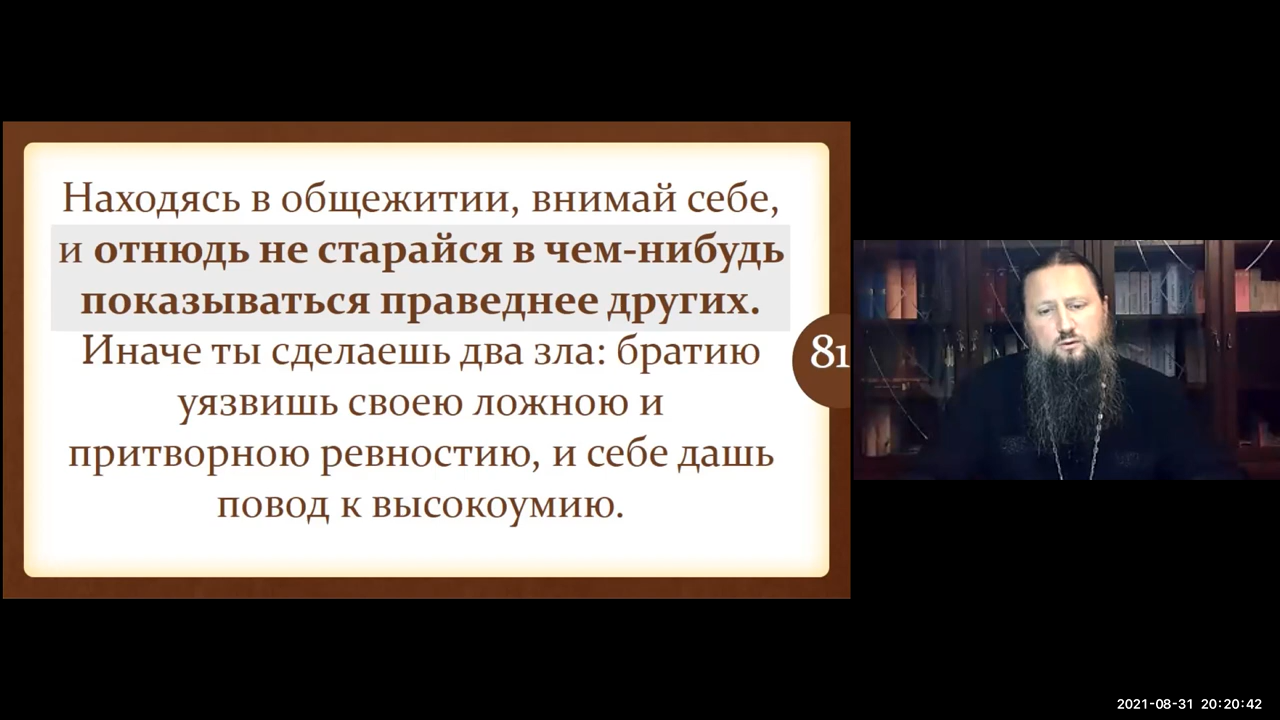 Находясь в общежитии, внимай себе,
и отнюдь не старайся в чем-нибудь
показываться праведнее других.
Иначе ты сделаешь два зла: братию
уязвишь своею ложною и
притворною ревностию, и себе дашь
повод к высокоумию.
81
2021-08-31 20:20:42